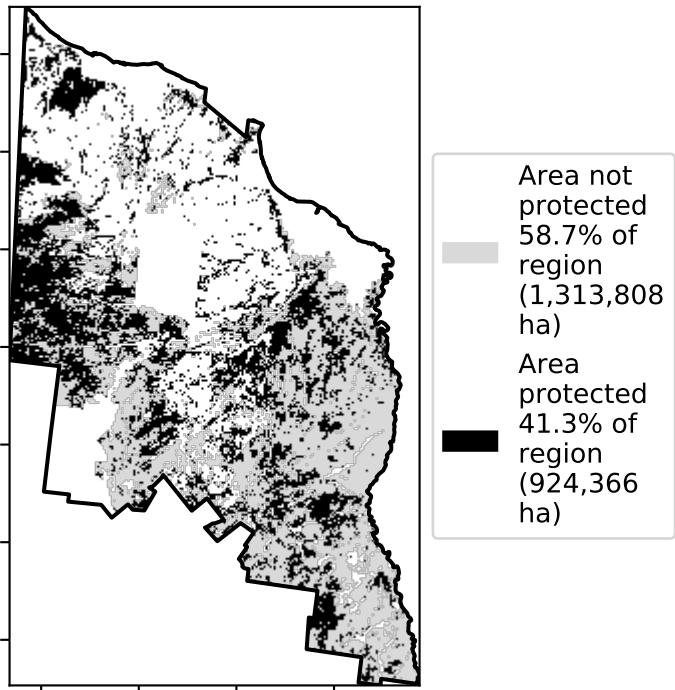 Area not
protected
58.7% of
region
(1,313,808
ha)
Area
protected
41.3% of
region
(924,366
ha)